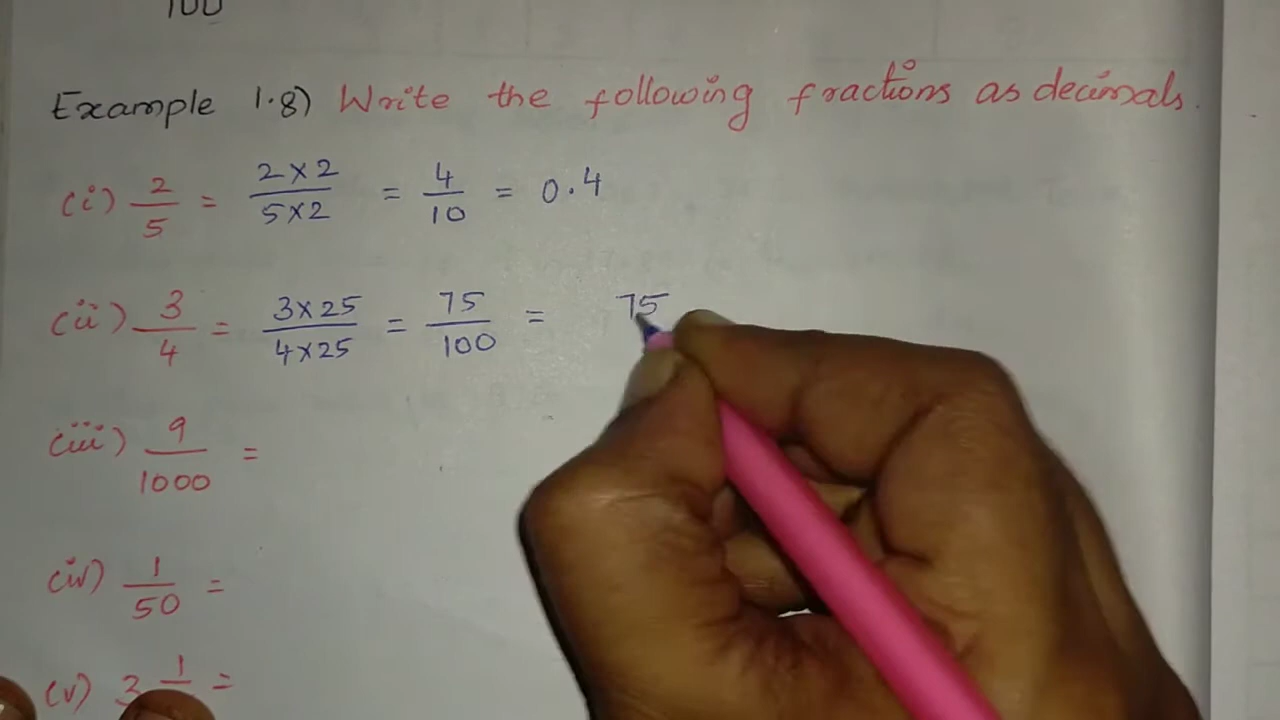 100
Example 1.8) Write the following fractions as decimals.
(i) 2/5 = 2×2/5×2 = 4/10 = 0.4
(ii) 3/4 = 3×25/4×25 = 75/100 = 75
(iii) 9/1000 =
(iv) 1/50 =
(v) 3 1/ =